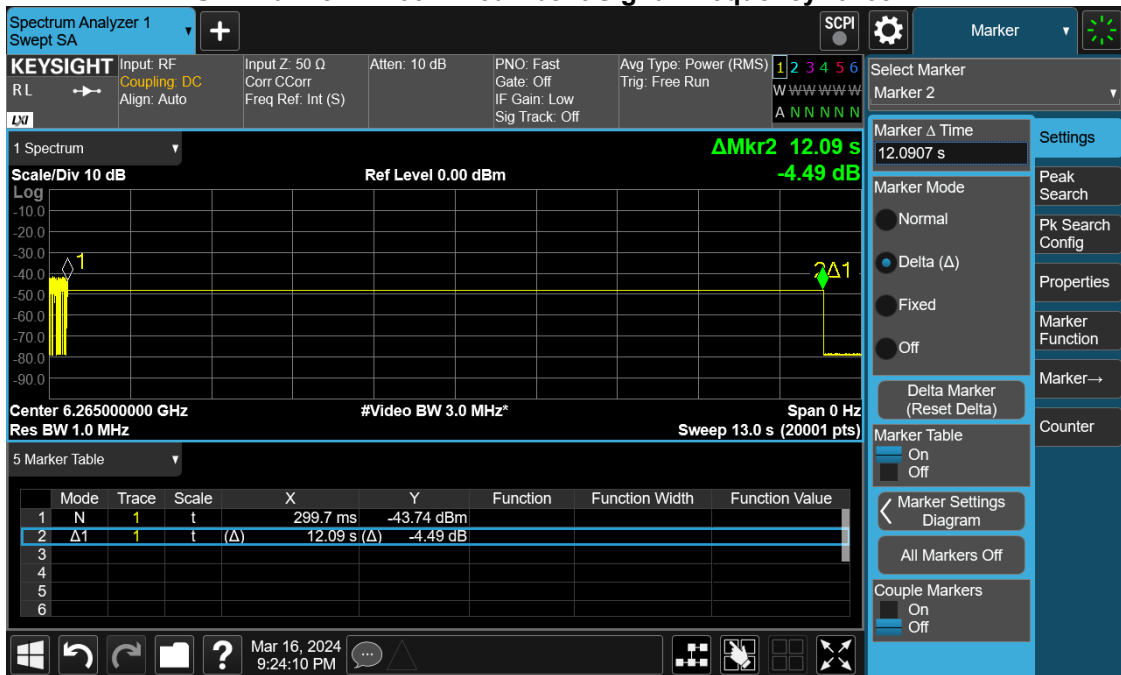 Spectrum Analyzer 1
Swept SA
SCPI
Marker
KEYSIGHT
RL
LXI
Input: RF
Coupling: DC
Align: Auto
Input Z: 50 Ω
Corr CCorr
Freq Ref: Int (S)
Atten: 10 dB
PNO: Fast
Gate: Off
IF Gain: Low
Sig Track: Off
Avg Type: Power (RMS)
Trig: Free Run
1 2 3 4 5 6
W W W W W W
A N N N N N
Select Marker
Marker 2
1 Spectrum
ΔMkr2 12.09 s
-4.49 dB
Scale/Div 10 dB
Ref Level 0.00 dBm
Log
-10.0
-20.0
-30.0
-40.0
-50.0
-60.0
-70.0
-80.0
-90.0
1
2Δ1
Center 6.265000000 GHz
#Video BW 3.0 MHz*
Span 0 Hz
Res BW 1.0 MHz
Sweep 13.0 s (20001 pts)
5 Marker Table
Mode Trace Scale X Y Function Function Width Function Value
1 N 1 t 299.7 ms -43.74 dBm
2 Δ1 1 t (Δ) 12.09 s (Δ) -4.49 dB
3
4
5
6
Marker Δ Time
12.0907 s
Marker Mode
Normal
Delta (Δ)
Fixed
Off
Delta Marker
(Reset Delta)
Marker Table
On
Off
Marker Settings
Diagram
All Markers Off
Couple Markers
On
Off
Settings
Peak
Search
Pk Search
Config
Properties
Marker
Function
Marker→
Counter
Mar 16, 2024
9:24:10 PM